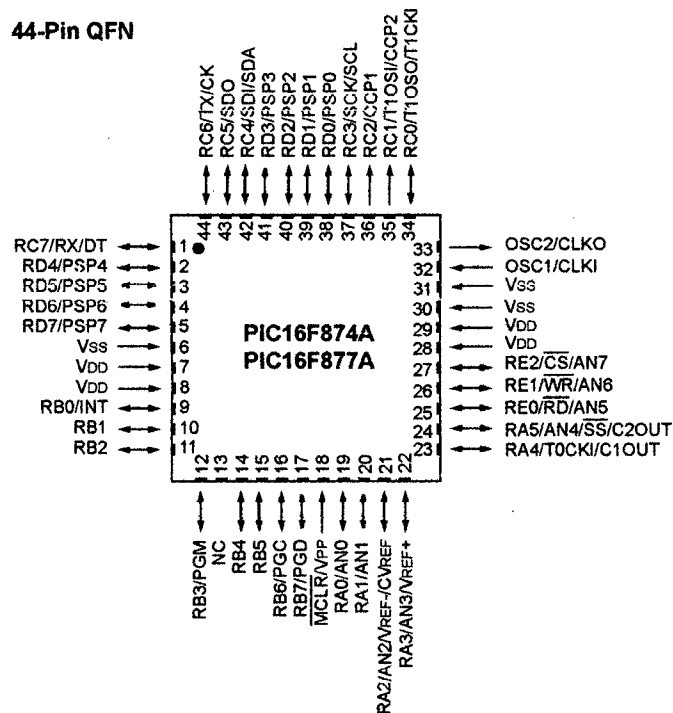 44-Pin QFN
RC6/TX/CK
RC5/SDO
RC4/SDI/SDA
RD3/PSP3
RD2/PSP2
RD1/PSP1
RD0/PSP0
RC3/SCK/SCL
RC2/CCP1
RC1/T1OSI/CCP2
RC0/T1OSO/T1CKI
44 43 42 41 40 39 38 37 36 35 34
RC7/RX/DT 1 33 OSC2/CLKO
RD4/PSP4 2 32 OSC1/CLKI
RD5/PSP5 3 31 VSS
RD6/PSP6 4 30 VSS
RD7/PSP7 5 29 VDD
VSS 6 28 VDD
VDD 7 27 RE2/CS/AN7
VDD 8 26 RE1/WR/AN6
RB0/INT 9 25 RE0/RD/AN5
RB1 10 24 RA5/AN4/SS/C2OUT
RB2 11 23 RA4/T0CKI/C1OUT
PIC16F874A
PIC16F877A
12 13 14 15 16 17 18 19 20 21 22
RB3/PGM
NC
RB4
RB5
RB6/PGC
RB7/PGD
MCLR/VPP
RA0/AN0
RA1/AN1
RA2/AN2/VREF-/CVREF
RA3/AN3/VREF+